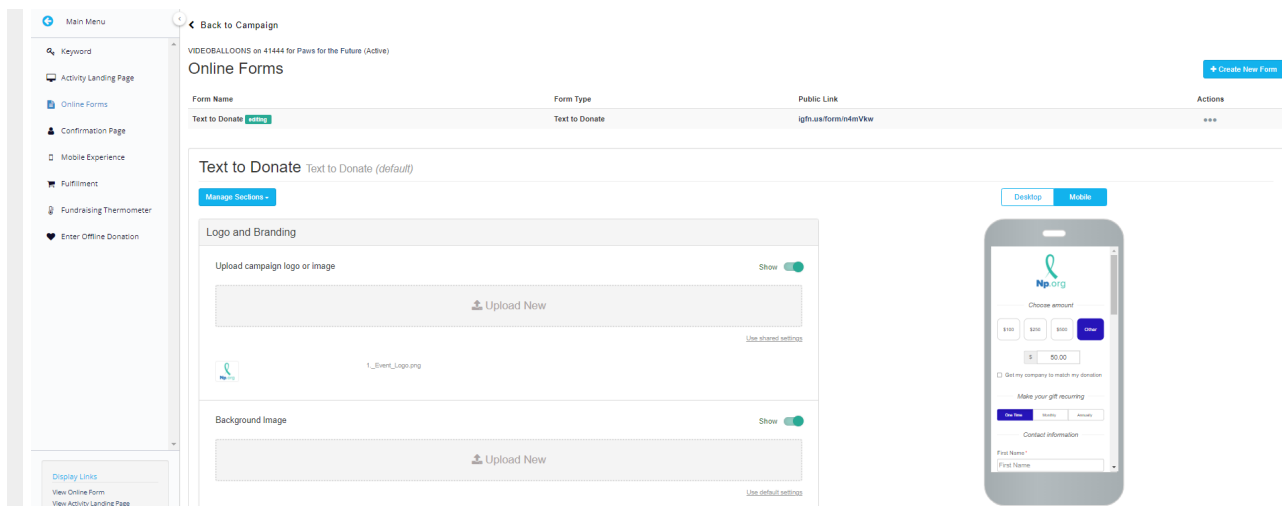 Main Menu
Keyword
Activity Landing Page
Online Forms
Confirmation Page
Mobile Experience
Fulfillment
Fundraising Thermometer
Enter Offline Donation
Display Links
View Online Form
View Activity Landing Page
Back to Campaign
VIDEOBALLOONS on 41444 for Paws for the Future (Active)
Online Forms
+ Create New Form
Form Name Form Type Public Link Actions
Text to Donate editing Text to Donate igfn.us/form/n4mVkw
Text to Donate Text to Donate (default)
Manage Sections
Desktop Mobile
Logo and Branding
Upload campaign logo or image Show
Upload New
Use shared settings
Np.org
1._Event_Logo.png
Background Image Show
Upload New
Use default settings
Np.org
Choose amount
$100 $250 $500 Other
$ 50.00
Get my company to match my donation
Make your gift recurring
One Time Monthly Annually
Contact information
First Name*
First Name